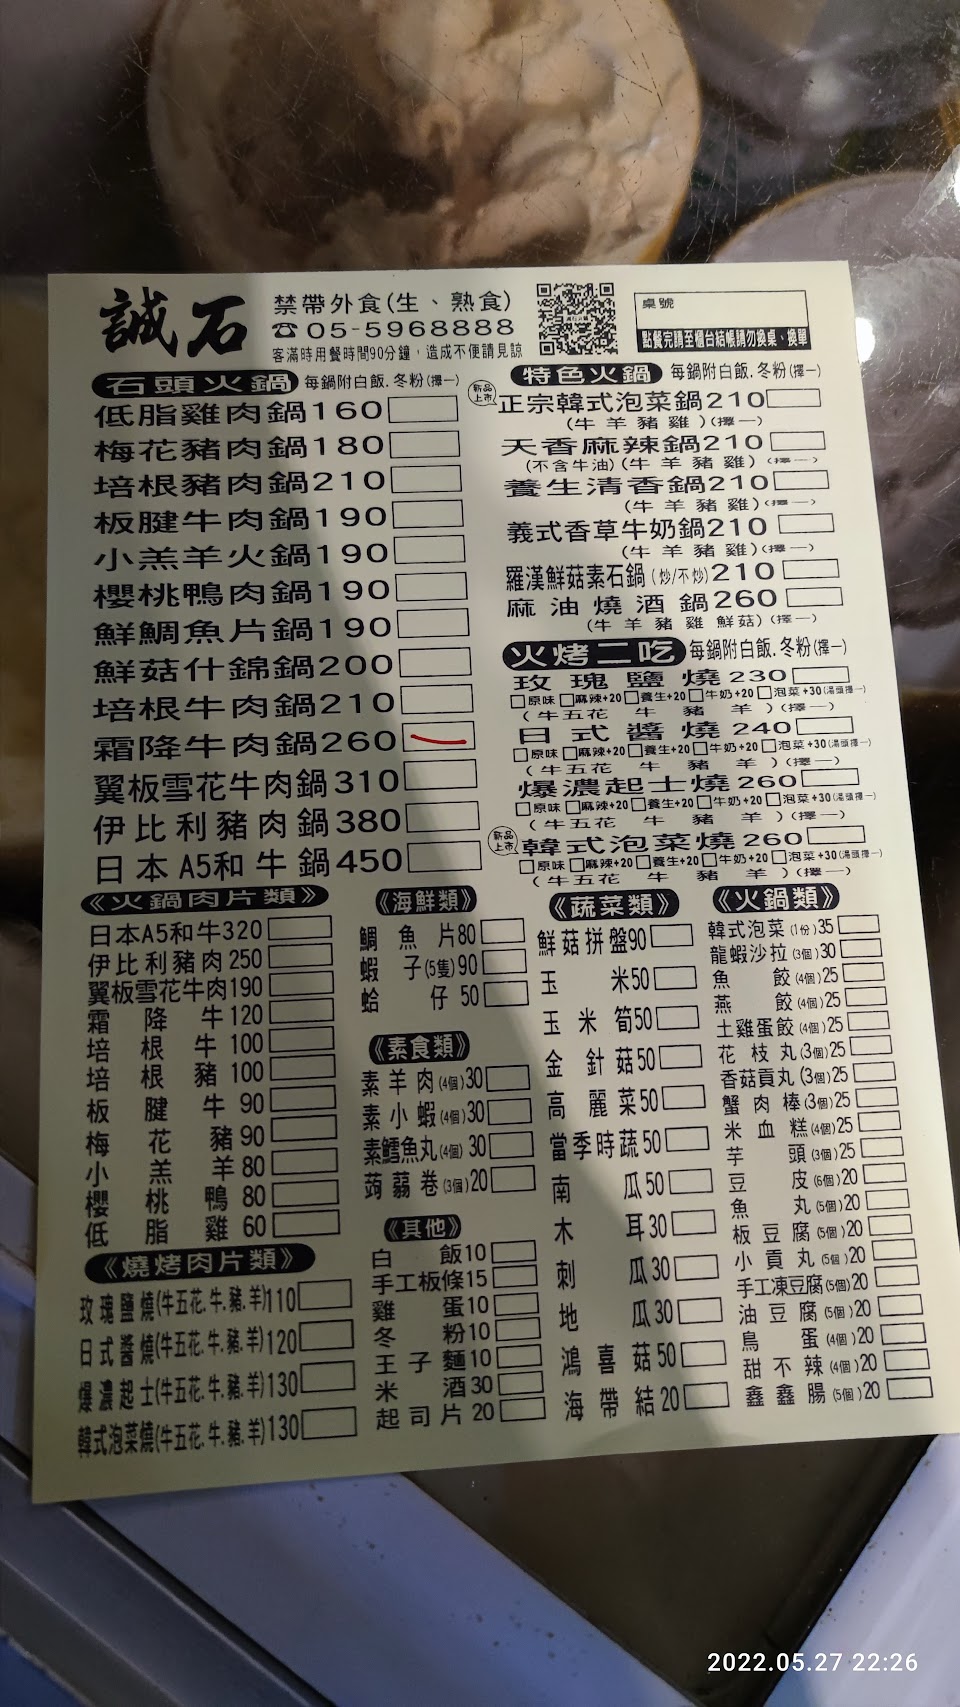 誠石
禁帶外食(生、熟食)
☎05-5968888
客滿時用餐時間90分鐘，造成不便請見諒
桌號
點餐完請至櫃台結帳請勿換桌、換單
石頭火鍋 每鍋附白飯.冬粉(擇一)
低脂雞肉鍋160
梅花豬肉鍋180
培根豬肉鍋210
板腱牛肉鍋190
小羔羊火鍋190
櫻桃鴨肉鍋190
鮮鯛魚片鍋190
鮮菇什錦鍋200
培根牛肉鍋210
霜降牛肉鍋260
翼板雪花牛肉鍋310
伊比利豬肉鍋380
日本A5和牛鍋450
特色火鍋 每鍋附白飯.冬粉(擇一)
新品上市 正宗韓式泡菜鍋210
(牛羊豬雞)(擇一)
天香麻辣鍋210
(不含牛油)(牛羊豬雞)(擇一)
養生清香鍋210
(牛羊豬雞)(擇一)
義式香草牛奶鍋210
(牛羊豬雞)(擇一)
羅漢鮮菇素石鍋(炒/不炒)210
麻油燒酒鍋260
(牛羊豬雞鮮菇)(擇一)
火烤二吃 每鍋附白飯.冬粉(擇一)
玫瑰鹽燒230
□原味□麻辣+20□養生+20□牛奶+20□泡菜+30(湯頭擇一)
(牛五花 牛 豬 羊)(擇一)
日式醬燒240
□原味□麻辣+20□養生+20□牛奶+20□泡菜+30(湯頭擇一)
(牛五花 牛 豬 羊)(擇一)
爆濃起士燒260
□原味□麻辣+20□養生+20□牛奶+20□泡菜+30(湯頭擇一)
(牛五花 牛 豬 羊)(擇一)
新品上市 韓式泡菜燒260
□原味□麻辣+20□養生+20□牛奶+20□泡菜+30(湯頭擇一)
(牛五花 牛 豬 羊)(擇一)
《火鍋肉片類》
日本A5和牛320
伊比利豬肉250
翼板雪花牛肉190
霜降牛120
培根牛100
培根豬100
板腱牛90
梅花豬90
小羔羊80
櫻桃鴨80
低脂雞60
《燒烤肉片類》
玫瑰鹽燒(牛五花.牛.豬.羊)110
日式醬燒(牛五花.牛.豬.羊)120
爆濃起士(牛五花.牛.豬.羊)130
韓式泡菜燒(牛五花.牛.豬.羊)130
《海鮮類》
鯛魚片80
蝦子(5隻)90
蛤仔50
《素食類》
素羊肉(4個)30
素小蝦(4個)30
素鱈魚丸(4個)30
蒟蒻卷(3個)20
《其他》
白飯10
手工板條15
雞蛋10
冬粉10
王子麵10
米酒30
起司片20
《蔬菜類》
鮮菇拼盤90
玉米50
玉米筍50
金針菇50
高麗菜50
當季時蔬50
南瓜50
木耳30
刺瓜30
地瓜30
鴻喜菇50
海帶結20
《火鍋類》
韓式泡菜(1份)35
龍蝦沙拉(3個)30
魚餃(4個)25
燕餃(4個)25
土雞蛋餃(4個)25
花枝丸(3個)25
香菇貢丸(3個)25
蟹肉棒(3個)25
米血糕(4個)25
芋頭(3個)25
豆皮(6個)20
魚丸(5個)20
板豆腐(5個)20
小貢丸(5個)20
手工凍豆腐(5個)20
油豆腐(5個)20
鳥蛋(4個)20
甜不辣(4個)20
鑫鑫腸(5個)20
2022.05.27 22:26